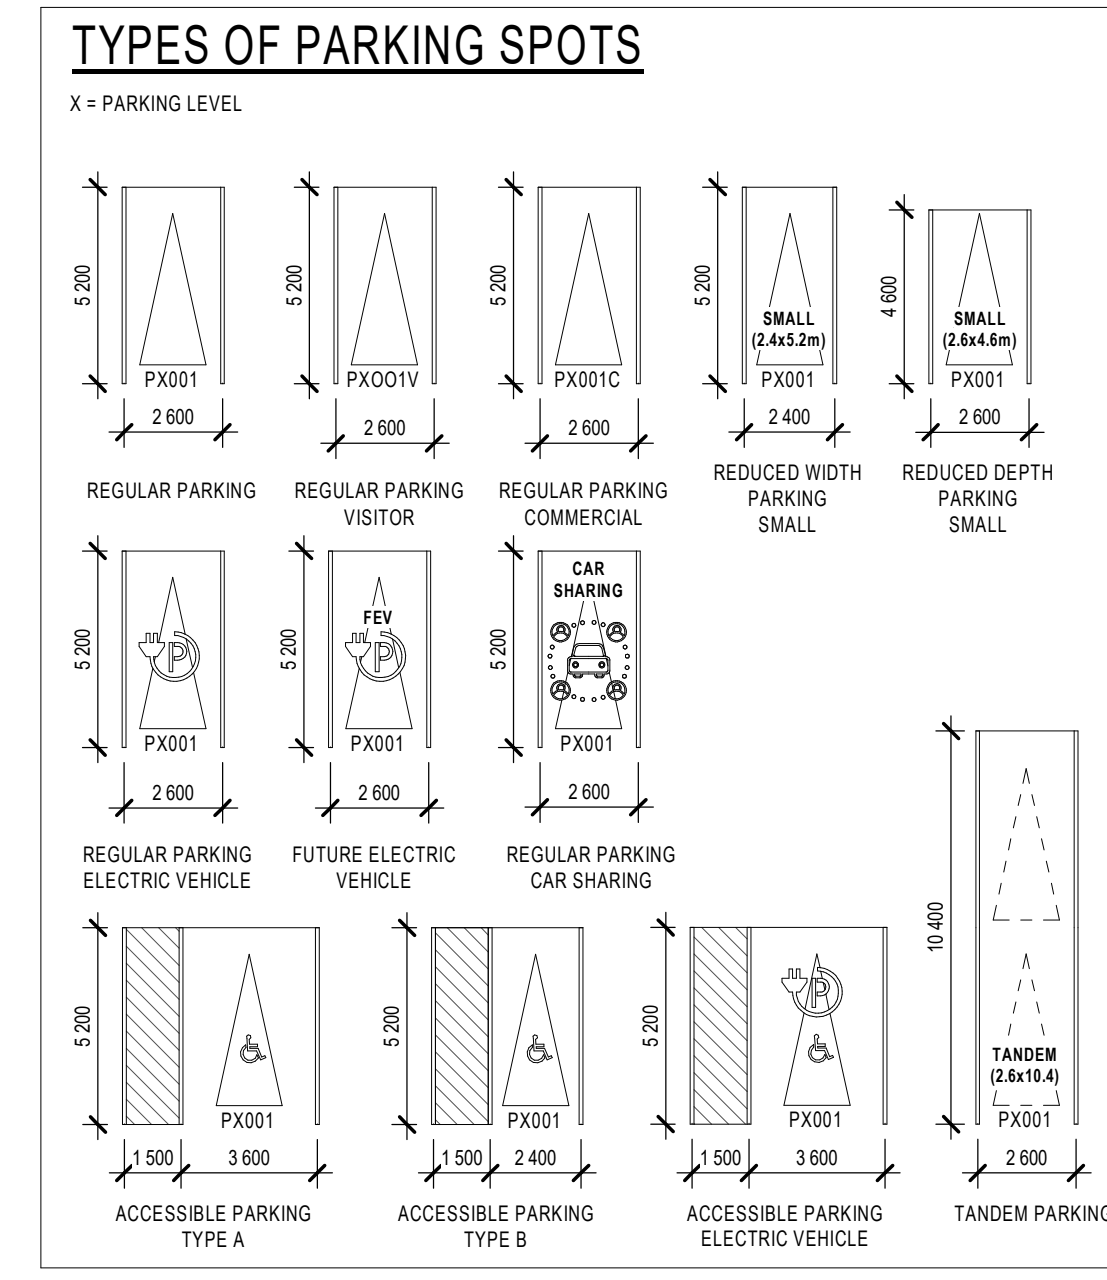 TYPES OF PARKING SPOTS
X = PARKING LEVEL
5 200
PX001
2 600
REGULAR PARKING
5 200
PXOO1V
2 600
REGULAR PARKING
VISITOR
5 200
PX001C
2 600
REGULAR PARKING
COMMERCIAL
5 200
SMALL
(2.4x5.2m)
PX001
2 400
REDUCED WIDTH
PARKING
SMALL
4 600
SMALL
(2.6x4.6m)
PX001
2 600
REDUCED DEPTH
PARKING
SMALL
5 200
P
PX001
2 600
REGULAR PARKING
ELECTRIC VEHICLE
5 200
FEV
P
PX001
2 600
FUTURE ELECTRIC
VEHICLE
5 200
CAR
SHARING
PX001
2 600
REGULAR PARKING
CAR SHARING
5 200
PX001
1 500
3 600
ACCESSIBLE PARKING
TYPE A
5 200
PX001
1 500
2 400
ACCESSIBLE PARKING
TYPE B
5 200
P
PX001
1 500
3 600
ACCESSIBLE PARKING
ELECTRIC VEHICLE
10 400
TANDEM
(2.6x10.4)
PX001
2 600
TANDEM PARKING